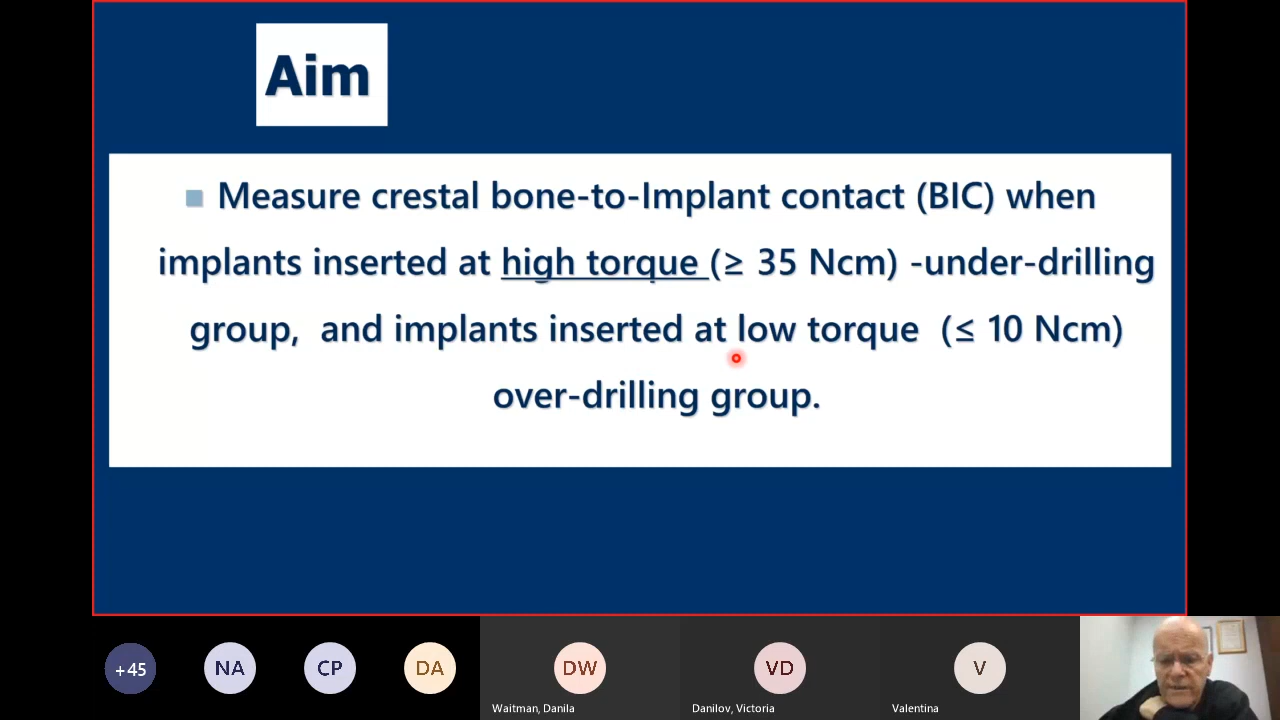 Aim
Measure crestal bone-to-Implant contact (BIC) when
implants inserted at high torque (≥ 35 Ncm) -under-drilling
group, and implants inserted at low torque (≤ 10 Ncm)
over-drilling group.
+45
NA
CP
DA
DW
VD
V
Waitman, Danila
Danilov, Victoria
Valentina